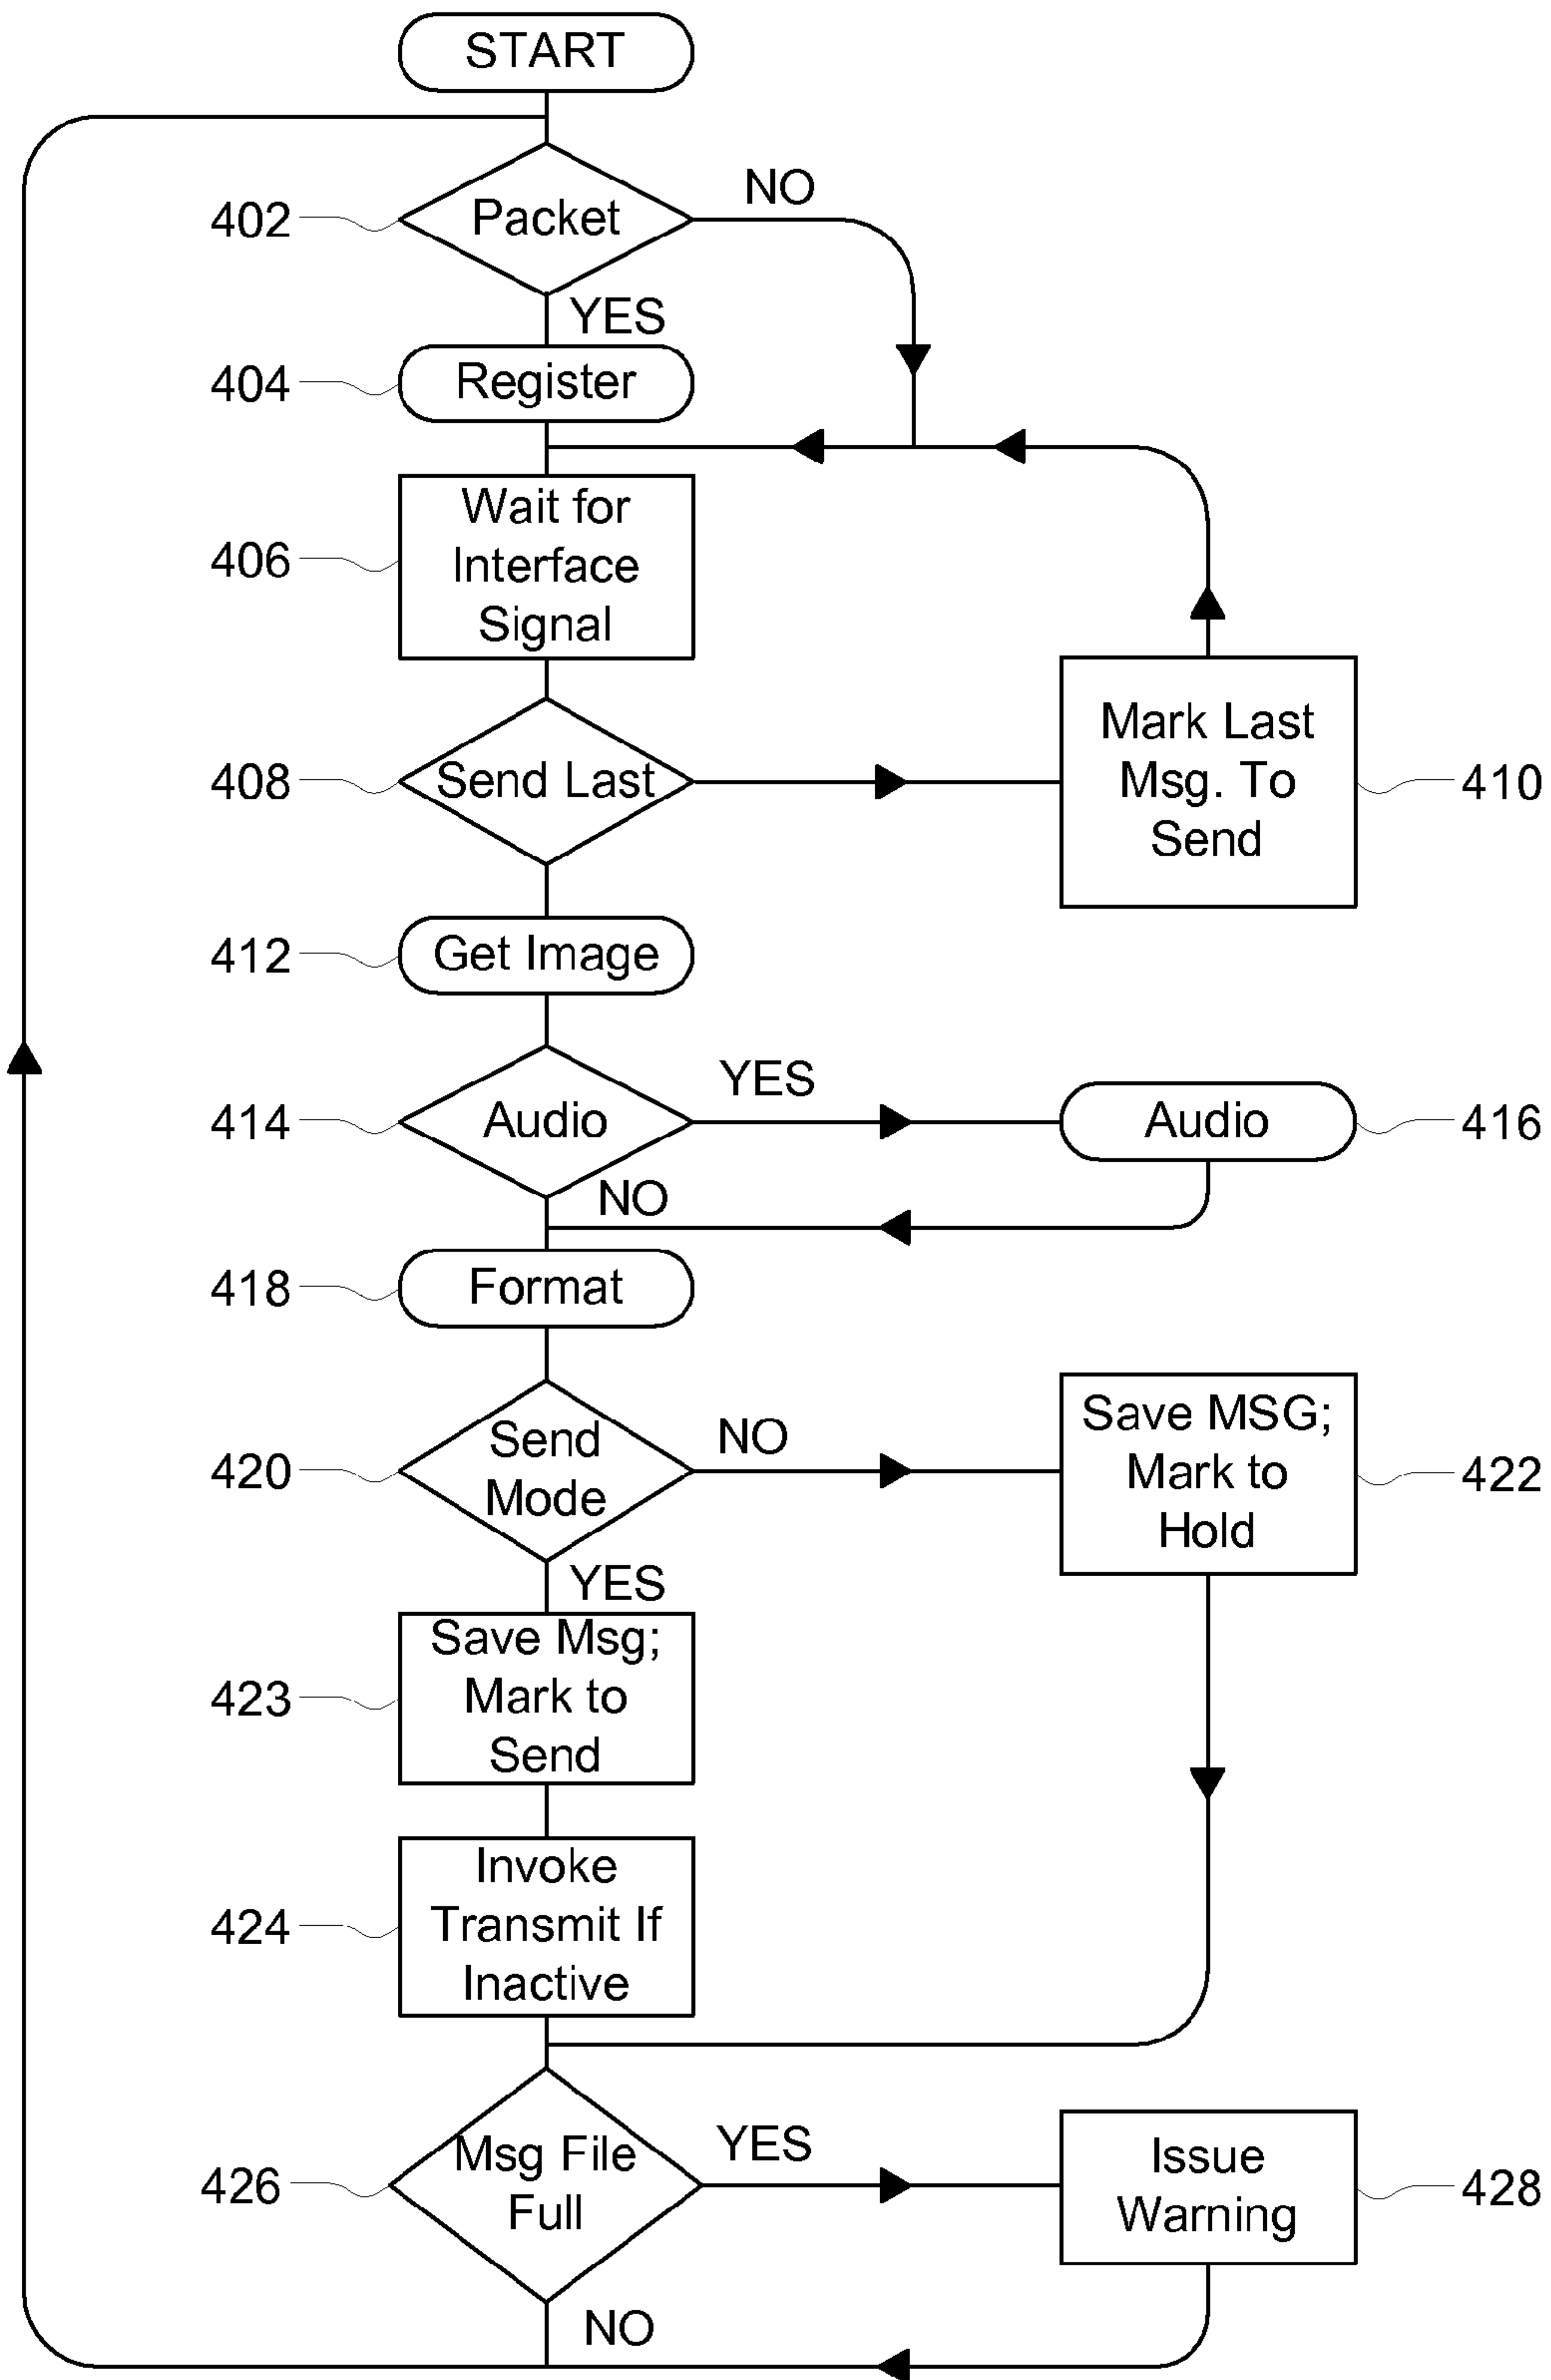 START
NO
402
Packet
YES
404
Register
406
Wait for
Interface
Signal
408
Send Last
Mark Last
Msg. To
Send
410
412
Get Image
YES
414
Audio
Audio
416
NO
418
Format
420
Send
Mode
NO
Save MSG;
Mark to
Hold
422
YES
423
Save Msg;
Mark to
Send
424
Invoke
Transmit If
Inactive
426
Msg File
Full
YES
Issue
Warning
428
NO